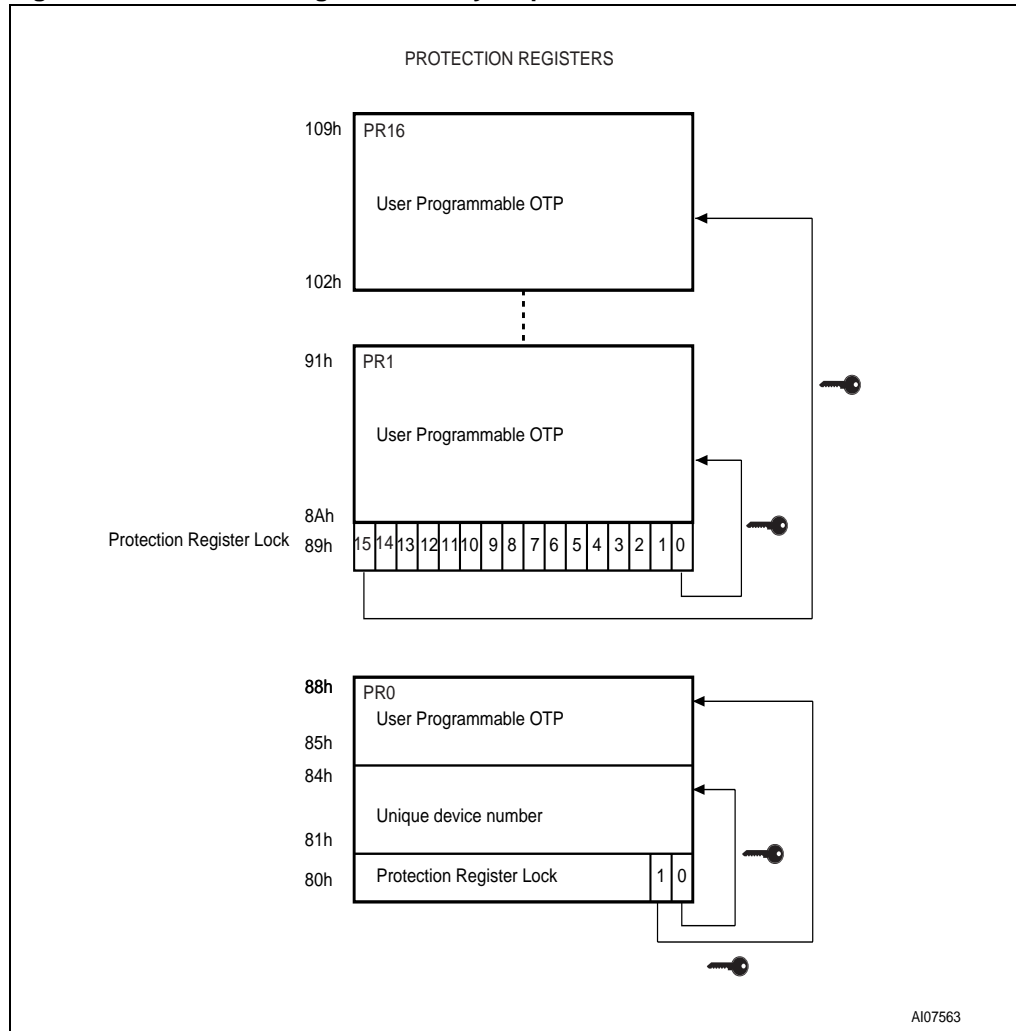 PROTECTION REGISTERS
109h
PR16
User Programmable OTP
102h
91h
PR1
User Programmable OTP
8Ah
Protection Register Lock 89h 15 14 13 12 11 10 9 8 7 6 5 4 3 2 1 0
88h
PR0
User Programmable OTP
85h
84h
Unique device number
81h
80h Protection Register Lock 1 0
AI07563